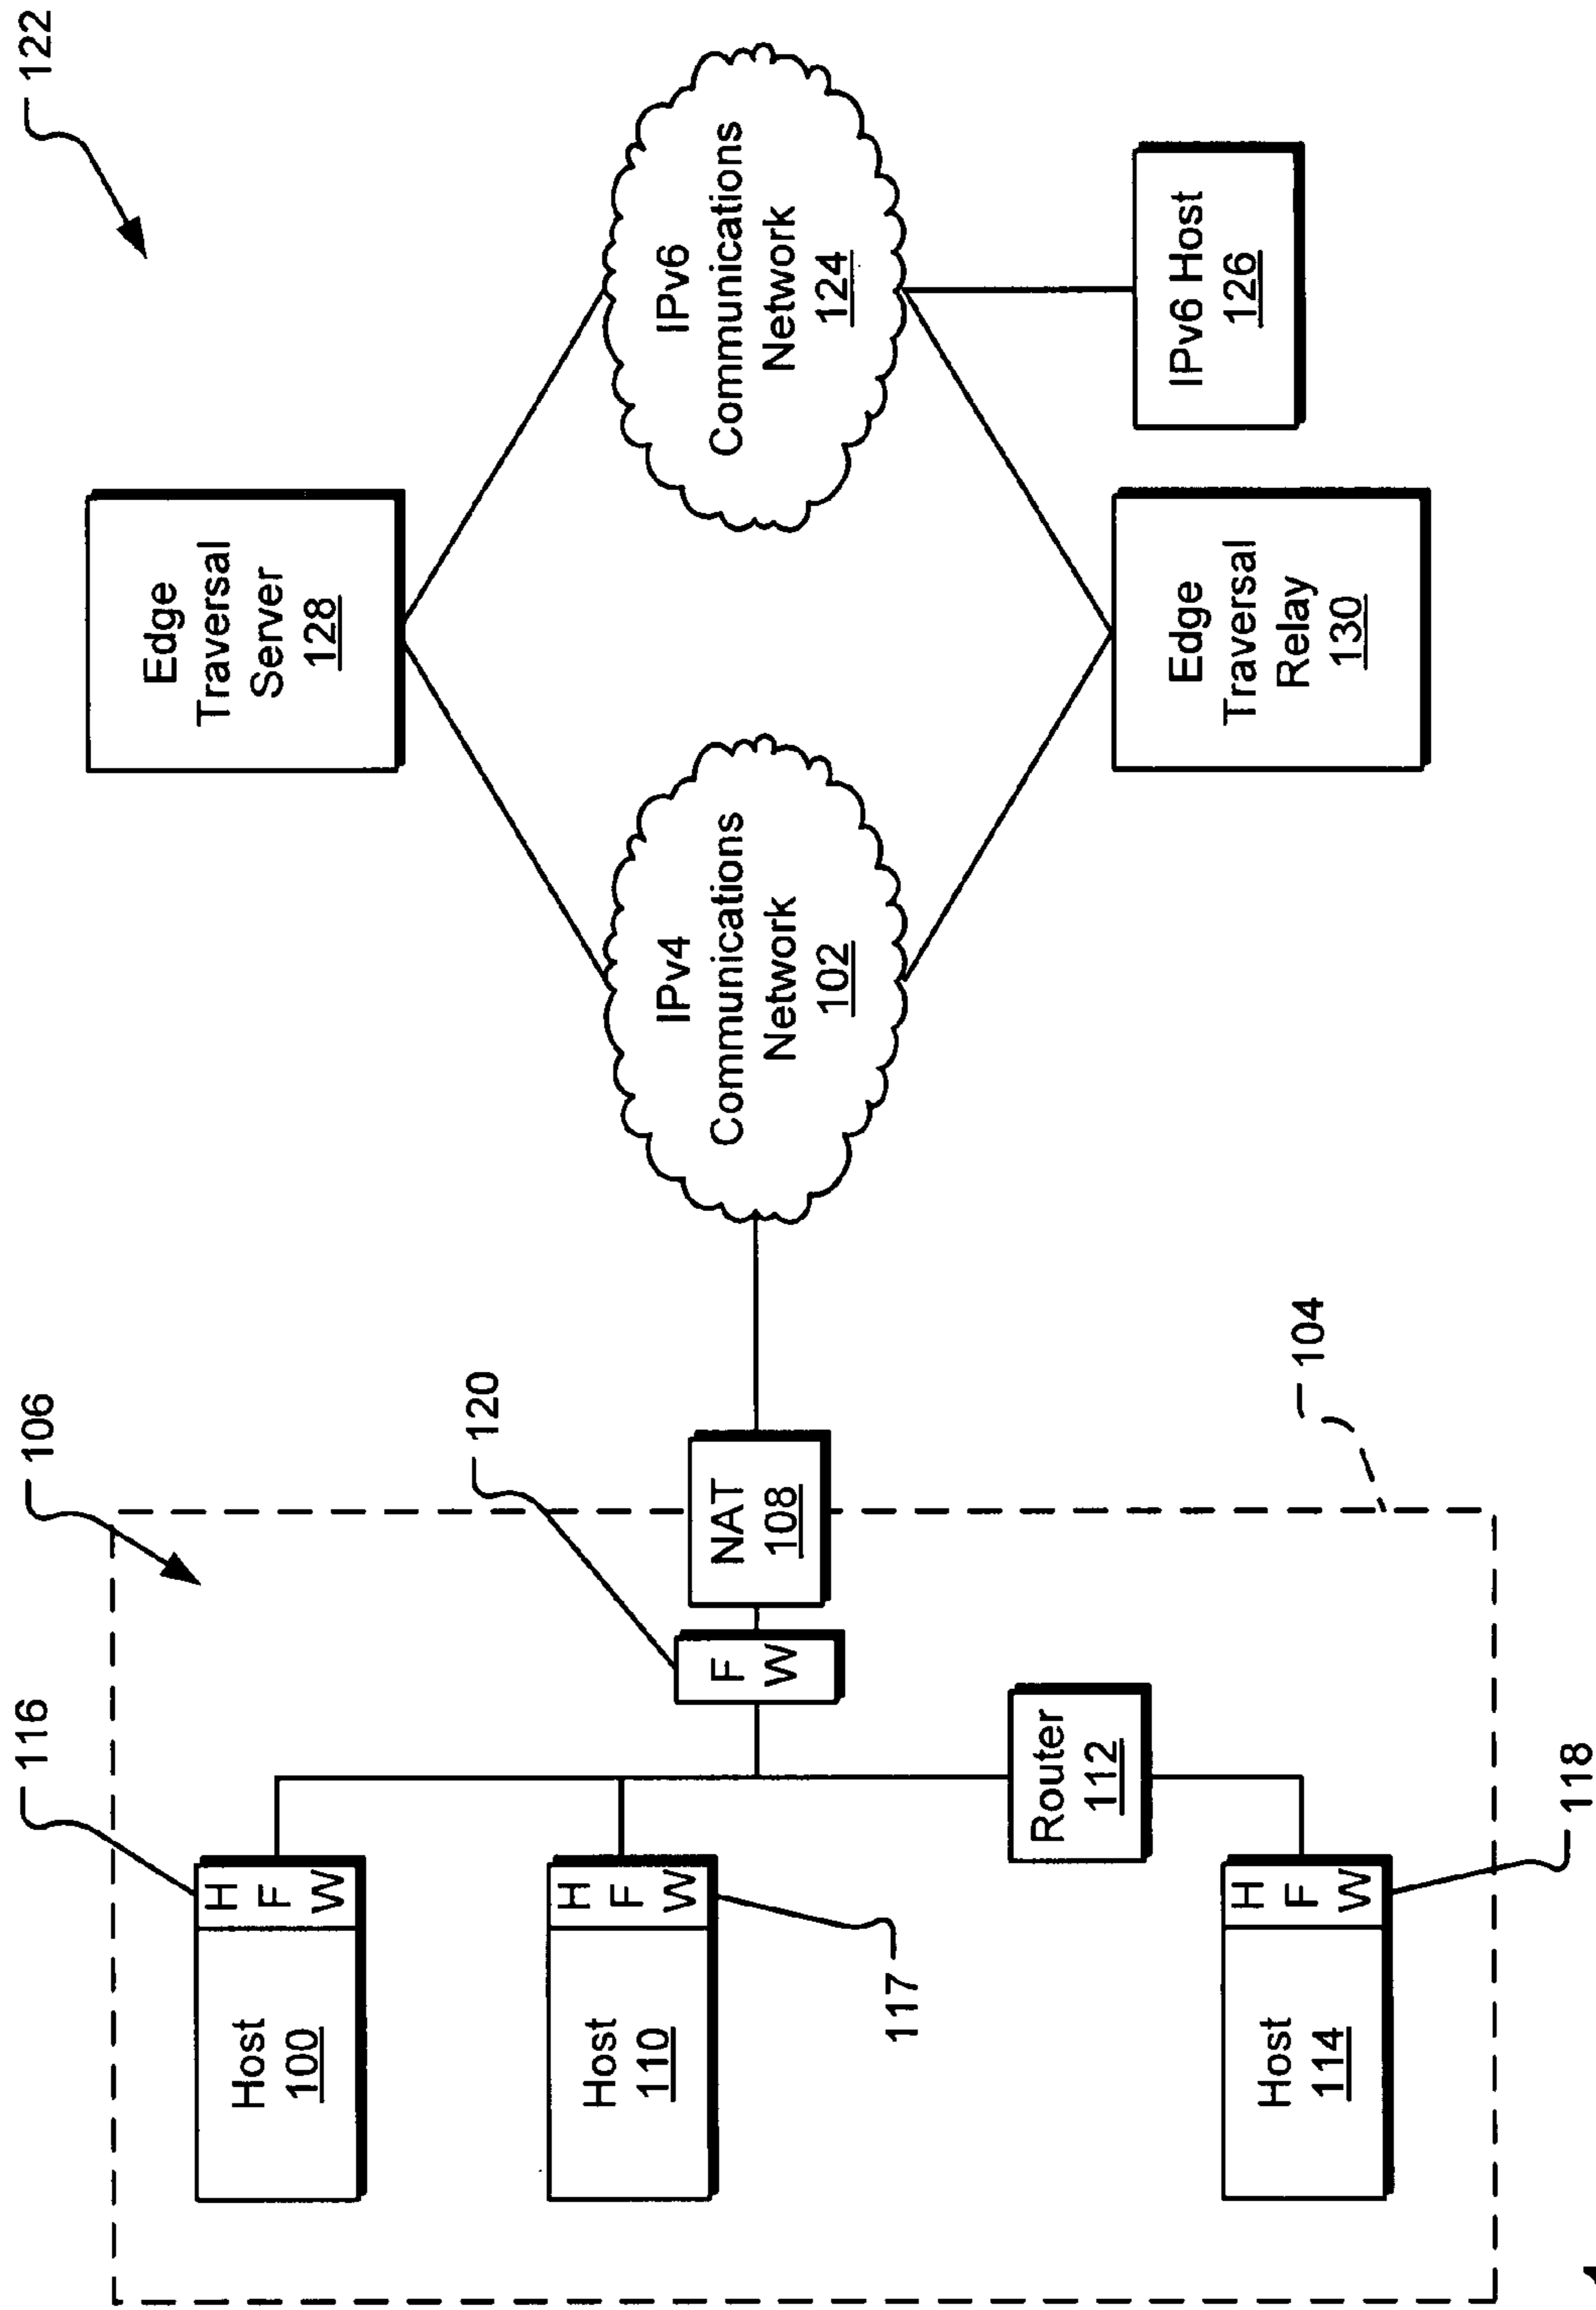 122
106
116
120
Edge
Traversal
Server
128
Host
100
H
F
W
Host
110
H
F
W
117
F
W
NAT
108
IPv4
Communications
Network
102
IPv6
Communications
Network
124
Router
112
Host
114
H
F
W
118
104
Edge
Traversal
Relay
130
IPv6 Host
126